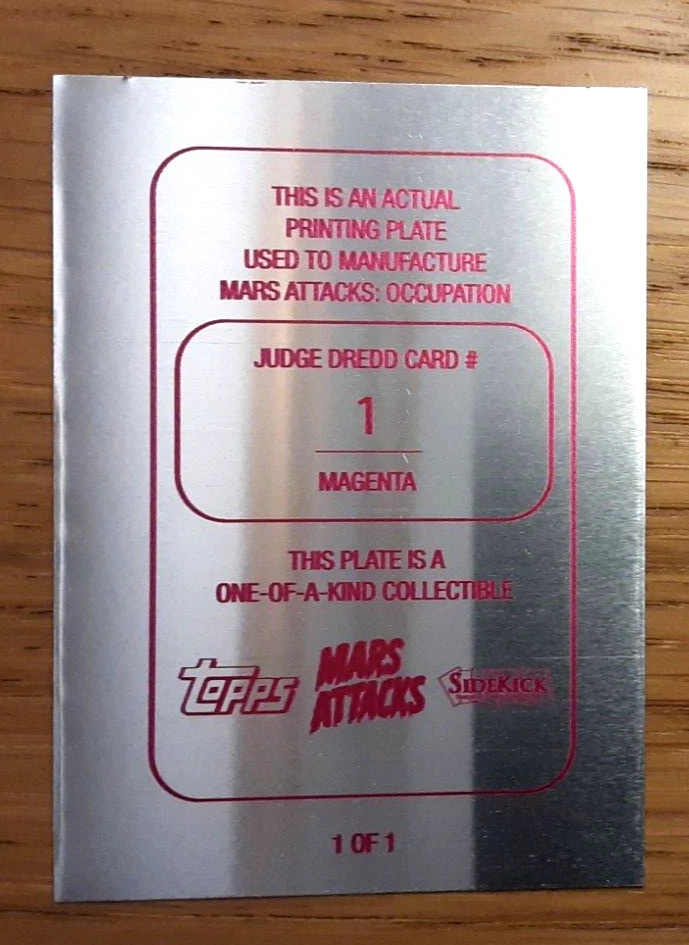 THIS IS AN ACTUAL
PRINTING PLATE
USED TO MANUFACTURE
MARS ATTACKS: OCCUPATION
JUDGE DREDD CARD #
1
MAGENTA
THIS PLATE IS A
ONE-OF-A-KIND COLLECTIBLE
TOPPS
MARS
ATTACKS
SIDEKICK
1 OF 1